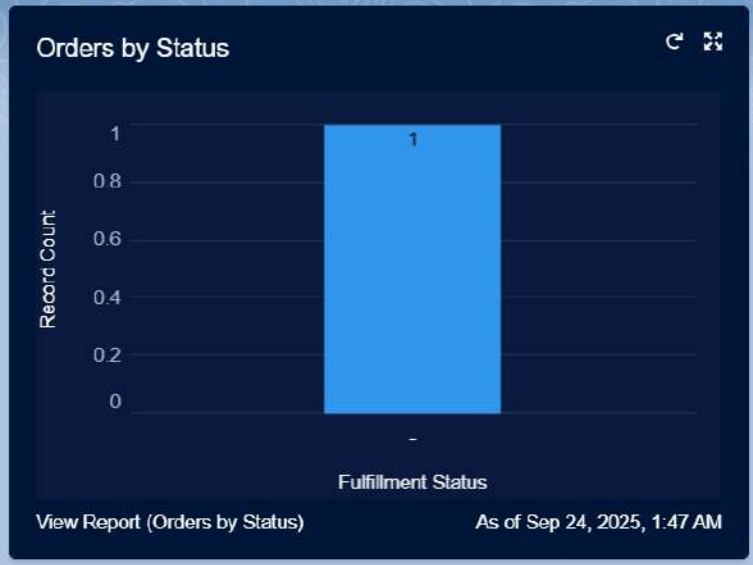 Orders by Status
1
1
0.8
0.6
0.4
0.2
0
Record Count
-
Fulfillment Status
View Report (Orders by Status)
As of Sep 24, 2025, 1:47 AM